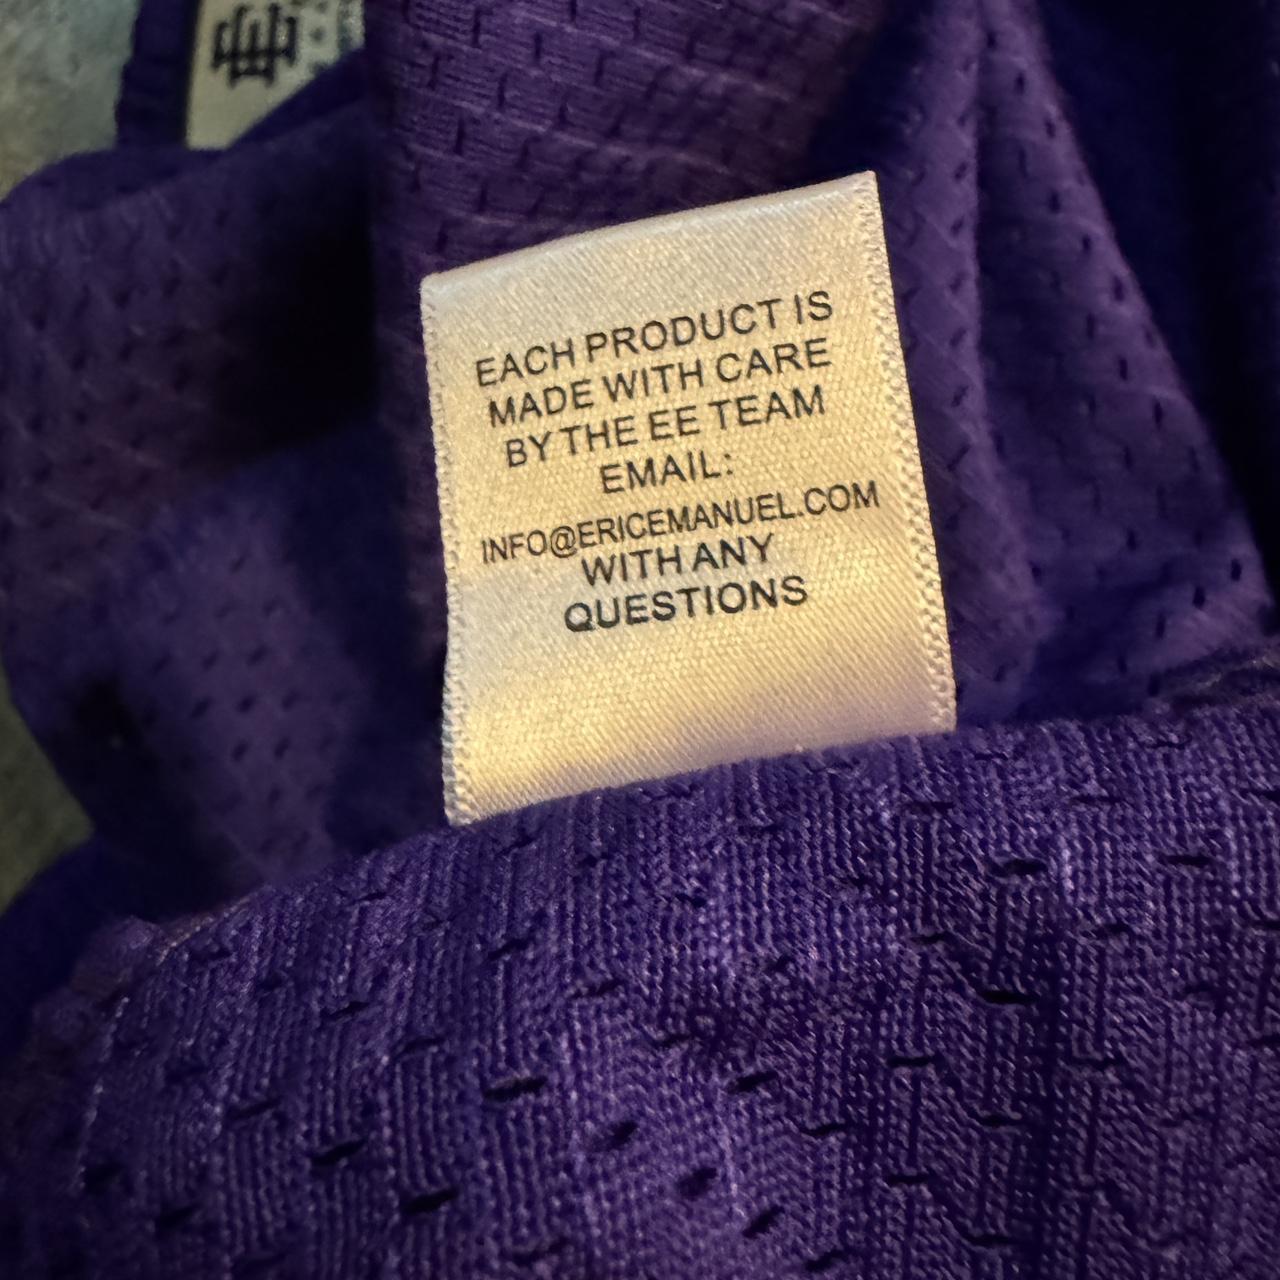 EACH PRODUCT IS
MADE WITH CARE
BY THE EE TEAM
EMAIL:
INFO@ERICEMANUEL.COM
WITH ANY
QUESTIONS